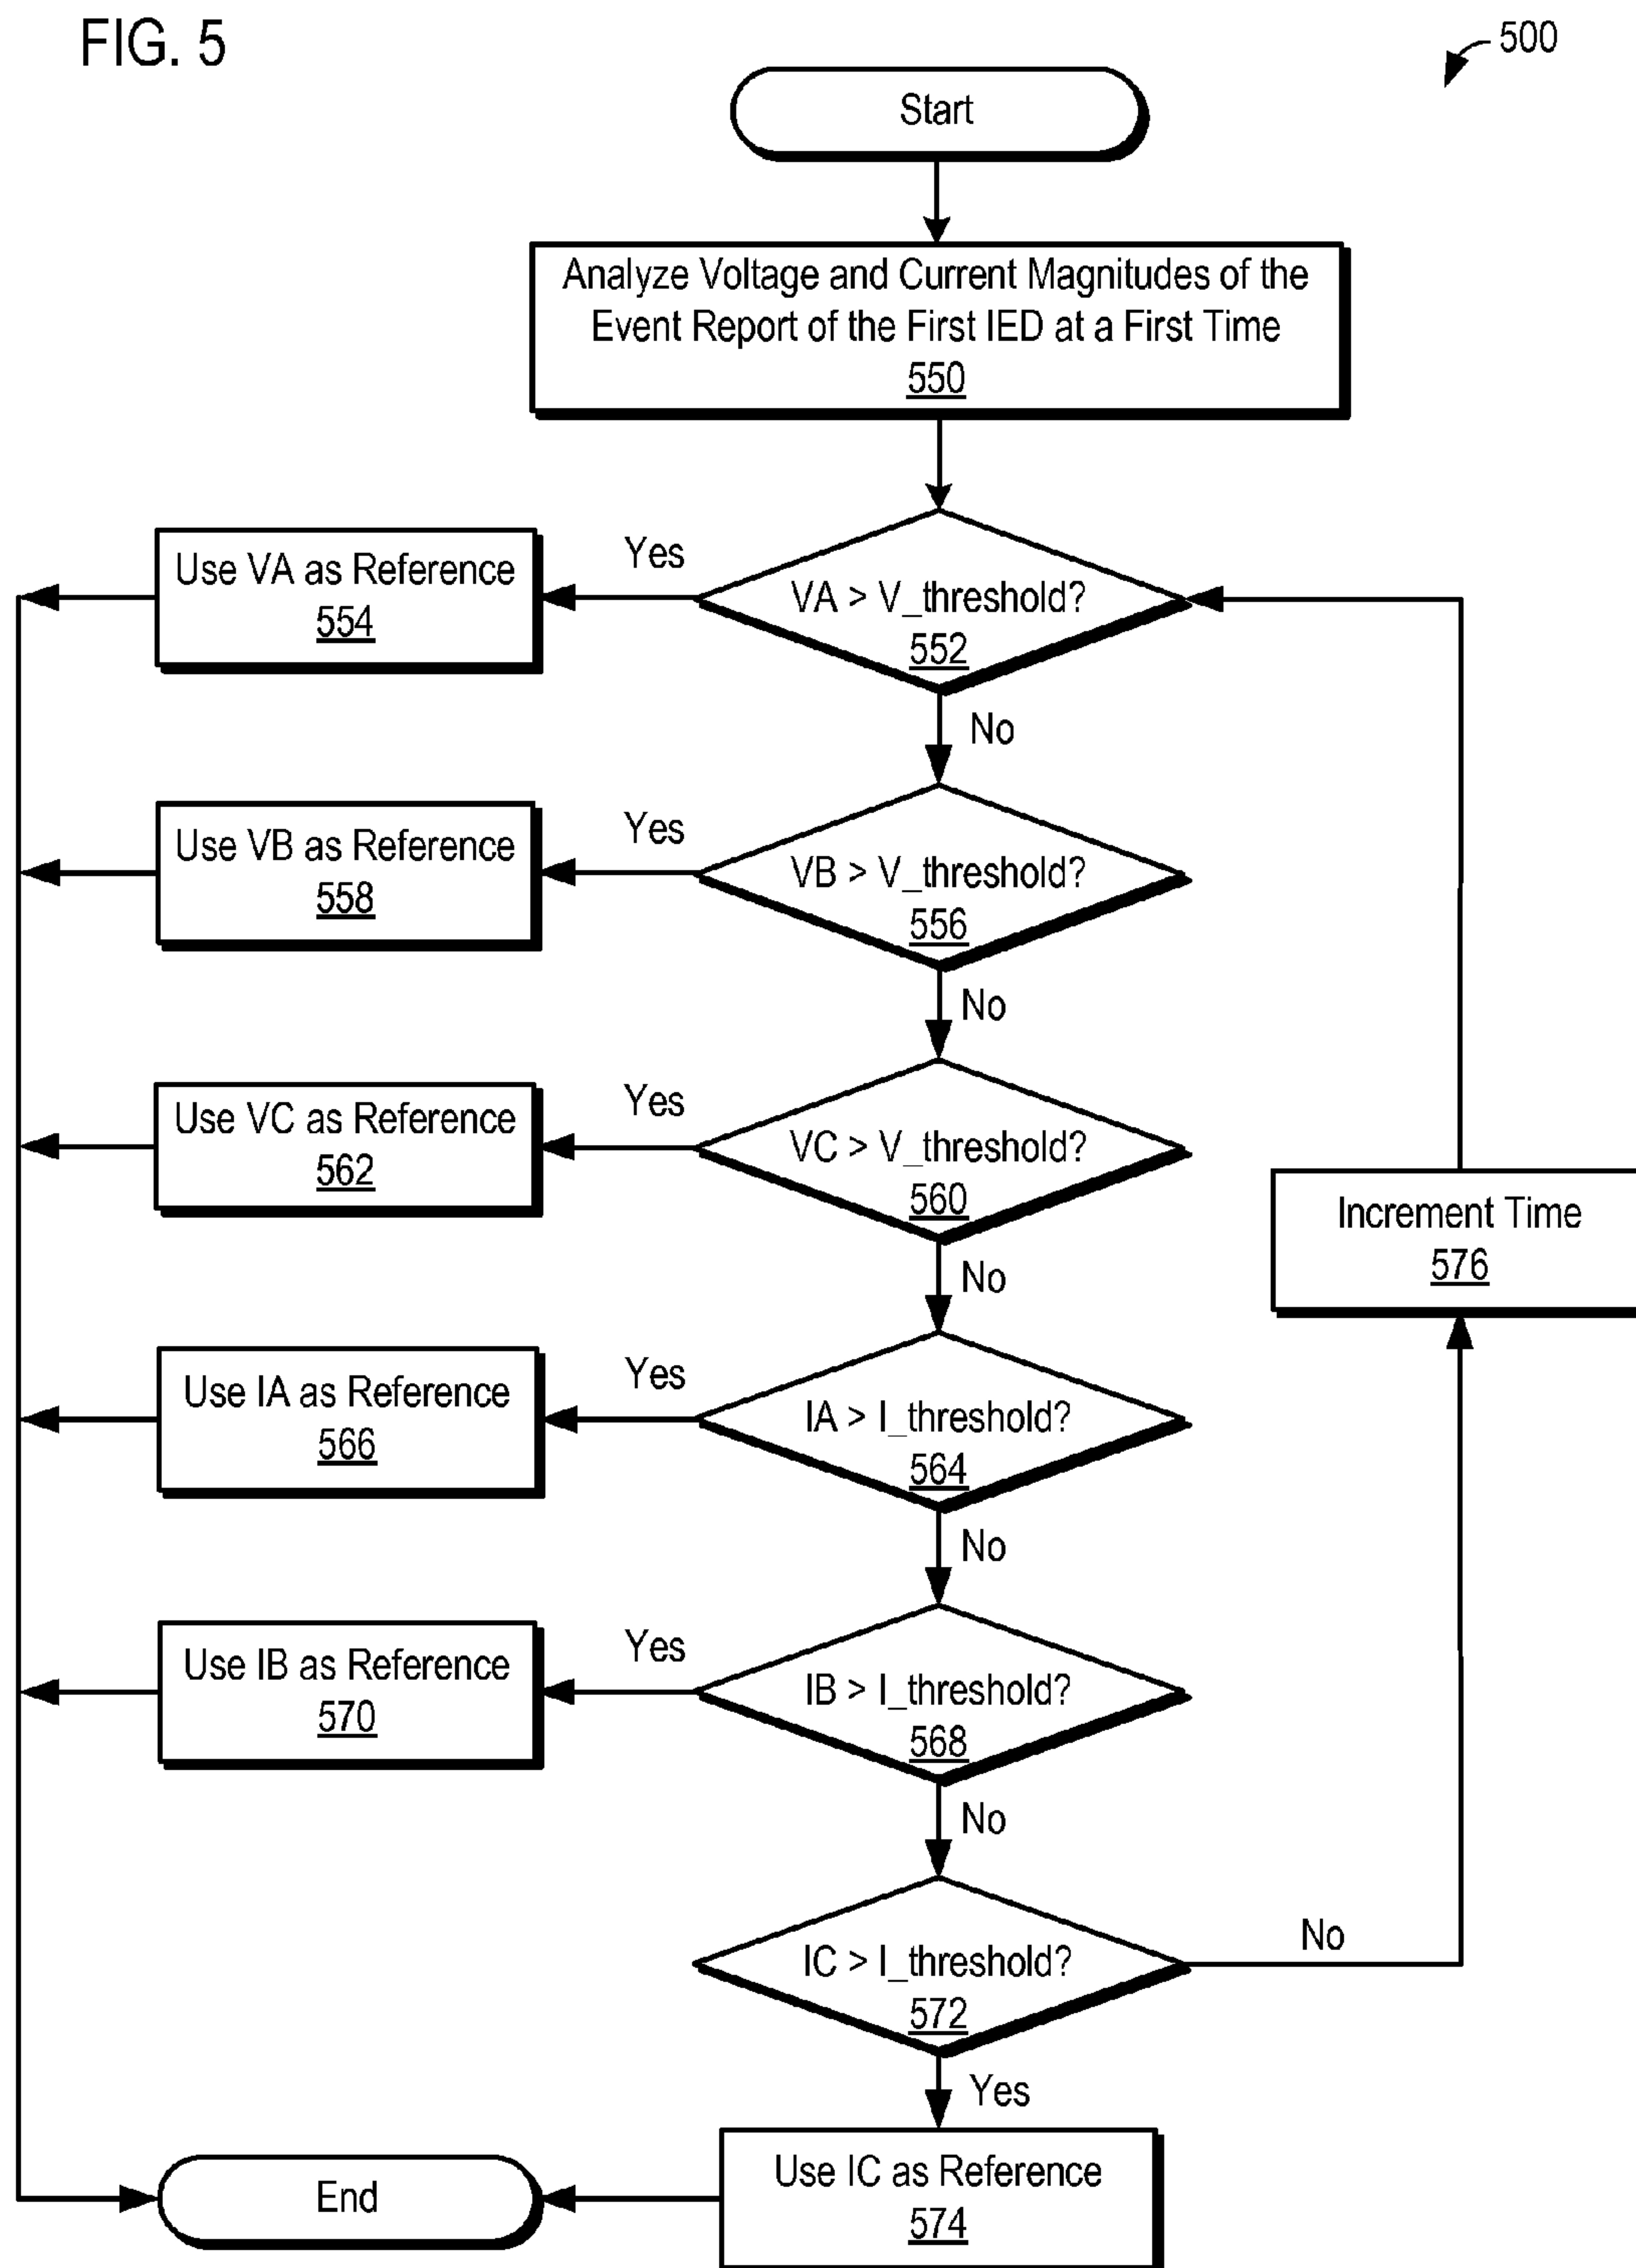 FIG. 5
500
Start
Analyze Voltage and Current Magnitudes of the
Event Report of the First IED at a First Time
550
Use VA as Reference
554
Yes
VA > V_threshold?
552
No
Use VB as Reference
558
Yes
VB > V_threshold?
556
No
Use VC as Reference
562
Yes
VC > V_threshold?
560
No
Increment Time
576
Use IA as Reference
566
Yes
IA > I_threshold?
564
No
Use IB as Reference
570
Yes
IB > I_threshold?
568
No
IC > I_threshold?
572
No
Yes
Use IC as Reference
574
End